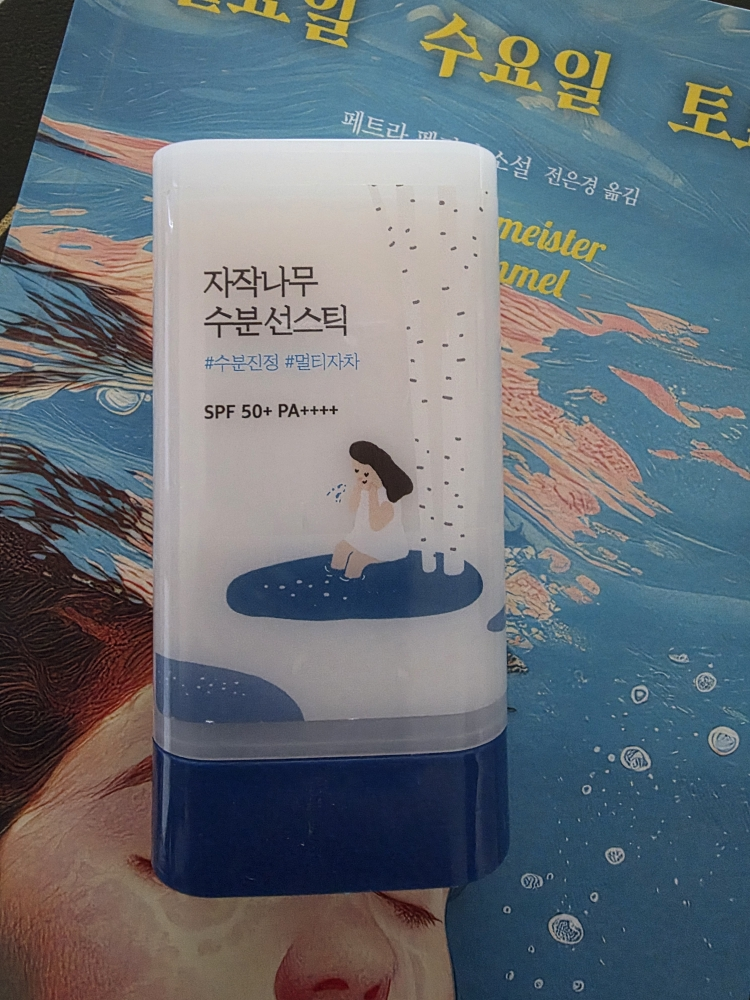 수요일
페트라 소설 전은경 옮김
meister
mmel
자작나무
수분선스틱
#수분진정 #멀티자차
SPF 50+ PA++++